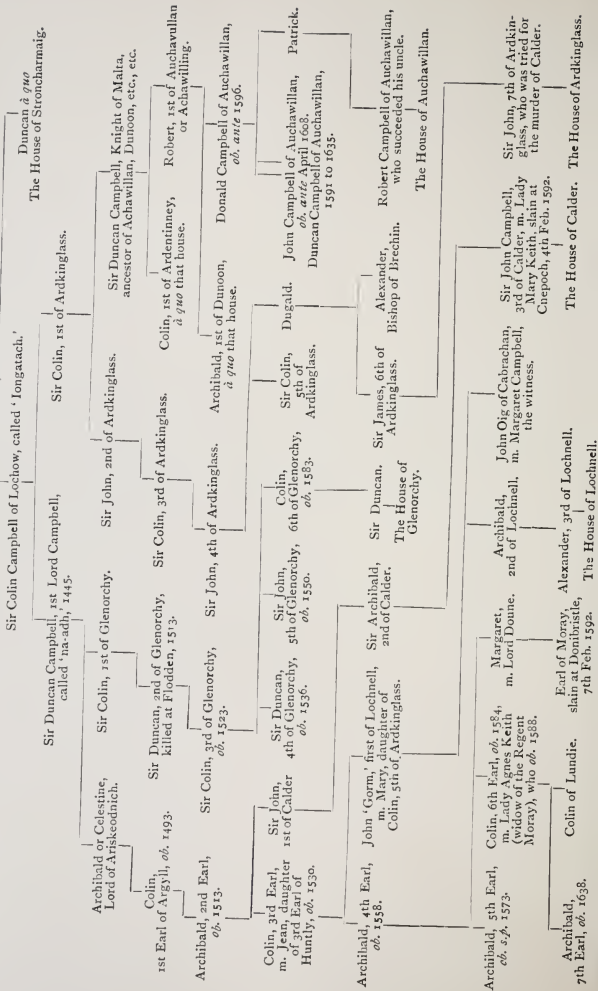 Sir Colin Campbell of Lochow, called 'Iongatach.'
Duncan à quo
The House of Stroncharmaig.
Sir Duncan Campbell, 1st Lord Campbell,
called 'na-adh,' 1445.
Sir Colin, 1st of Ardkinglass.
Archibald or Celestine,
Lord of Ariskeodnich.
Sir Colin, 1st of Glenorchy.
Sir John, 2nd of Ardkinglass.
Sir Duncan Campbell, Knight of Malta,
ancestor of Achawillan, Dunoon, etc., etc.
Colin,
1st Earl of Argyll, ob. 1493.
Sir Duncan, 2nd of Glenorchy,
killed at Flodden, 1513.
Sir Colin, 3rd of Ardkinglass.
Colin, 1st of Ardentinney,
à quo that house.
Robert, 1st of Auchavullan
or Achawilling.
Archibald, 2nd Earl,
ob. 1513.
Sir Colin, 3rd of Glenorchy,
ob. 1523.
Sir John, 4th of Ardkinglass.
Archibald, 1st of Dunoon,
à quo that house.
Donald Campbell of Auchawillan,
ob. ante 1596.
Colin, 3rd Earl,
m. Jean, daughter
of 3rd Earl of
Huntly, ob. 1530.
Sir John,
1st of Calder
Sir Duncan,
4th of Glenorchy,
ob. 1536.
Sir John,
5th of Glenorchy,
ob. 1550.
Colin,
6th of Glenorchy,
ob. 1583.
Sir Colin,
5th of
Ardkinglass.
Dugald.
John Campbell of Auchawillan,
ob. ante April 1608.
Duncan Campbell of Auchawillan,
1591 to 1635.
Patrick.
Archibald, 4th Earl,
ob. 1558.
John 'Gorm,' first of Lochnell,
m. Mary, daughter of
Colin, 5th of Ardkinglass.
Sir Archibald,
2nd of Calder.
Sir Duncan.
The House of
Glenorchy.
Sir James, 6th of
Ardkinglass.
Alexander,
Bishop of Brechin.
Robert Campbell of Auchawillan,
who succeeded his uncle.
The House of Auchawillan.
Archibald, 5th Earl,
ob. s.p. 1573.
Colin, 6th Earl, ob. 1584,
m. Lady Agnes Keith
(widow of the Regent
Moray), who ob. 1588.
Margaret,
m. Lord Doune.
Archibald,
2nd of Lochnell.
John Oig of Cabrachan,
m. Margaret Campbell,
the witness.
Sir John Campbell,
3rd of Calder, m. Lady
Mary Keith, slain at
Cnepoch, 4th Feb. 1592.
The House of Calder.
Sir John, 7th of Ardkin-
glass, who was tried for
the murder of Calder.
The House of Ardkinglass.
Archibald,
7th Earl, ob. 1638.
Colin of Lundie.
Earl of Moray,
slain at Donibristle,
7th Feb. 1592.
Alexander, 3rd of Lochnell.
The House of Lochnell.